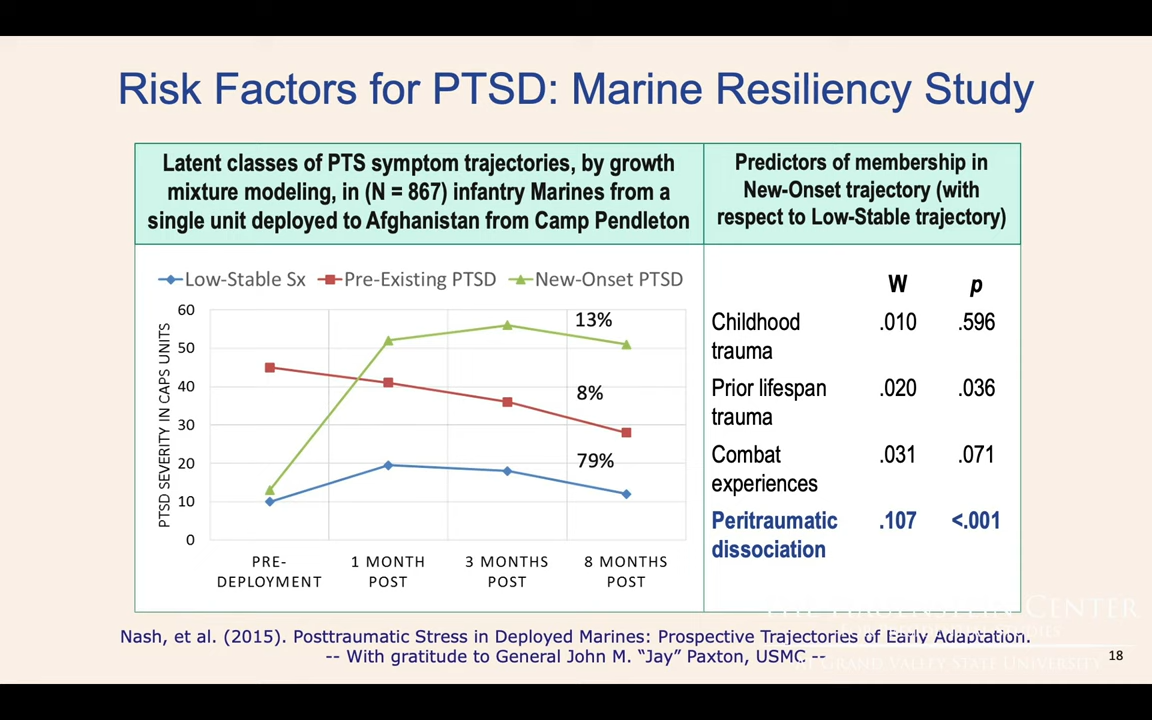 Risk Factors for PTSD: Marine Resiliency Study
Latent classes of PTS symptom trajectories, by growth
mixture modeling, in (N = 867) infantry Marines from a
single unit deployed to Afghanistan from Camp Pendleton
Predictors of membership in
New-Onset trajectory (with
respect to Low-Stable trajectory)
Low-Stable Sx Pre-Existing PTSD New-Onset PTSD
PTSD SEVERITY IN CAPS UNITS
60
50
40
30
20
10
0
13%
8%
79%
PRE-
DEPLOYMENT
1 MONTH
POST
3 MONTHS
POST
8 MONTHS
POST
W p
Childhood .010 .596
trauma
Prior lifespan .020 .036
trauma
Combat .031 .071
experiences
Peritraumatic .107 <.001
dissociation
Nash, et al. (2015). Posttraumatic Stress in Deployed Marines: Prospective Trajectories of Early Adaptation.
-- With gratitude to General John M. “Jay” Paxton, USMC --
18
Center
Grand Valley State University